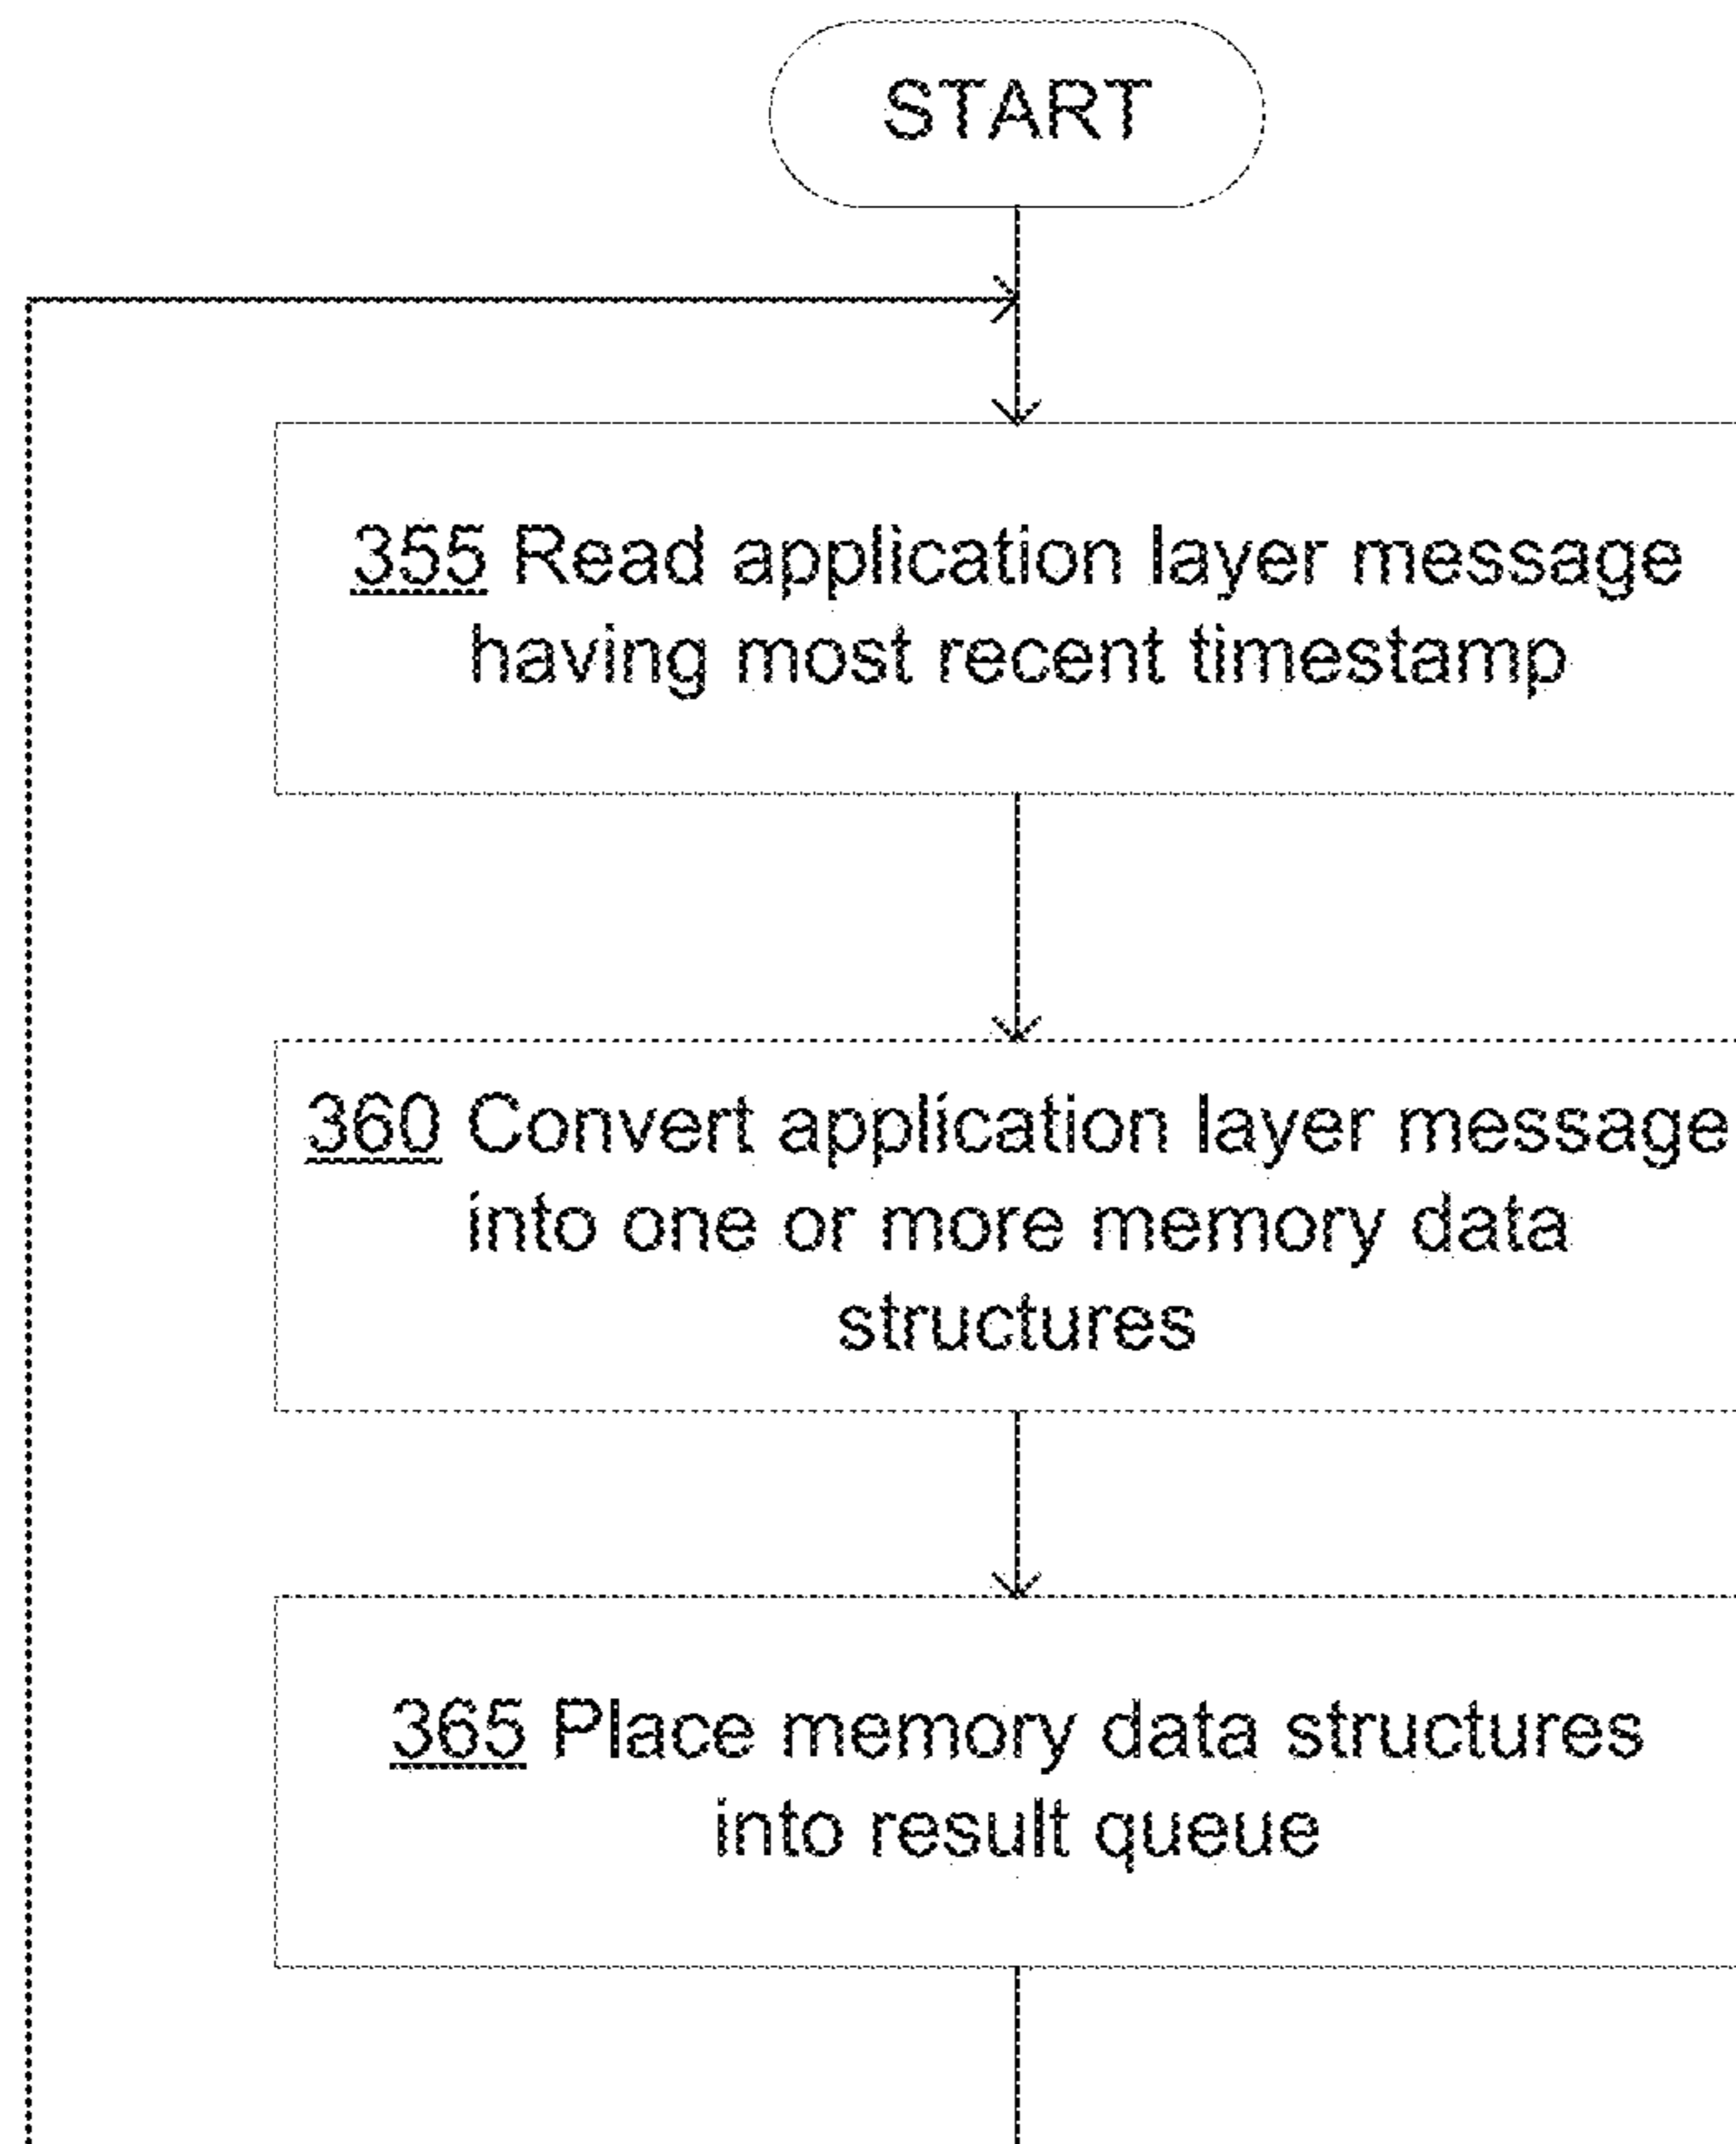 START
355 Read application layer message
having most recent timestamp
360 Convert application layer message
into one or more memory data
structures
365 Place memory data structures
into result queue